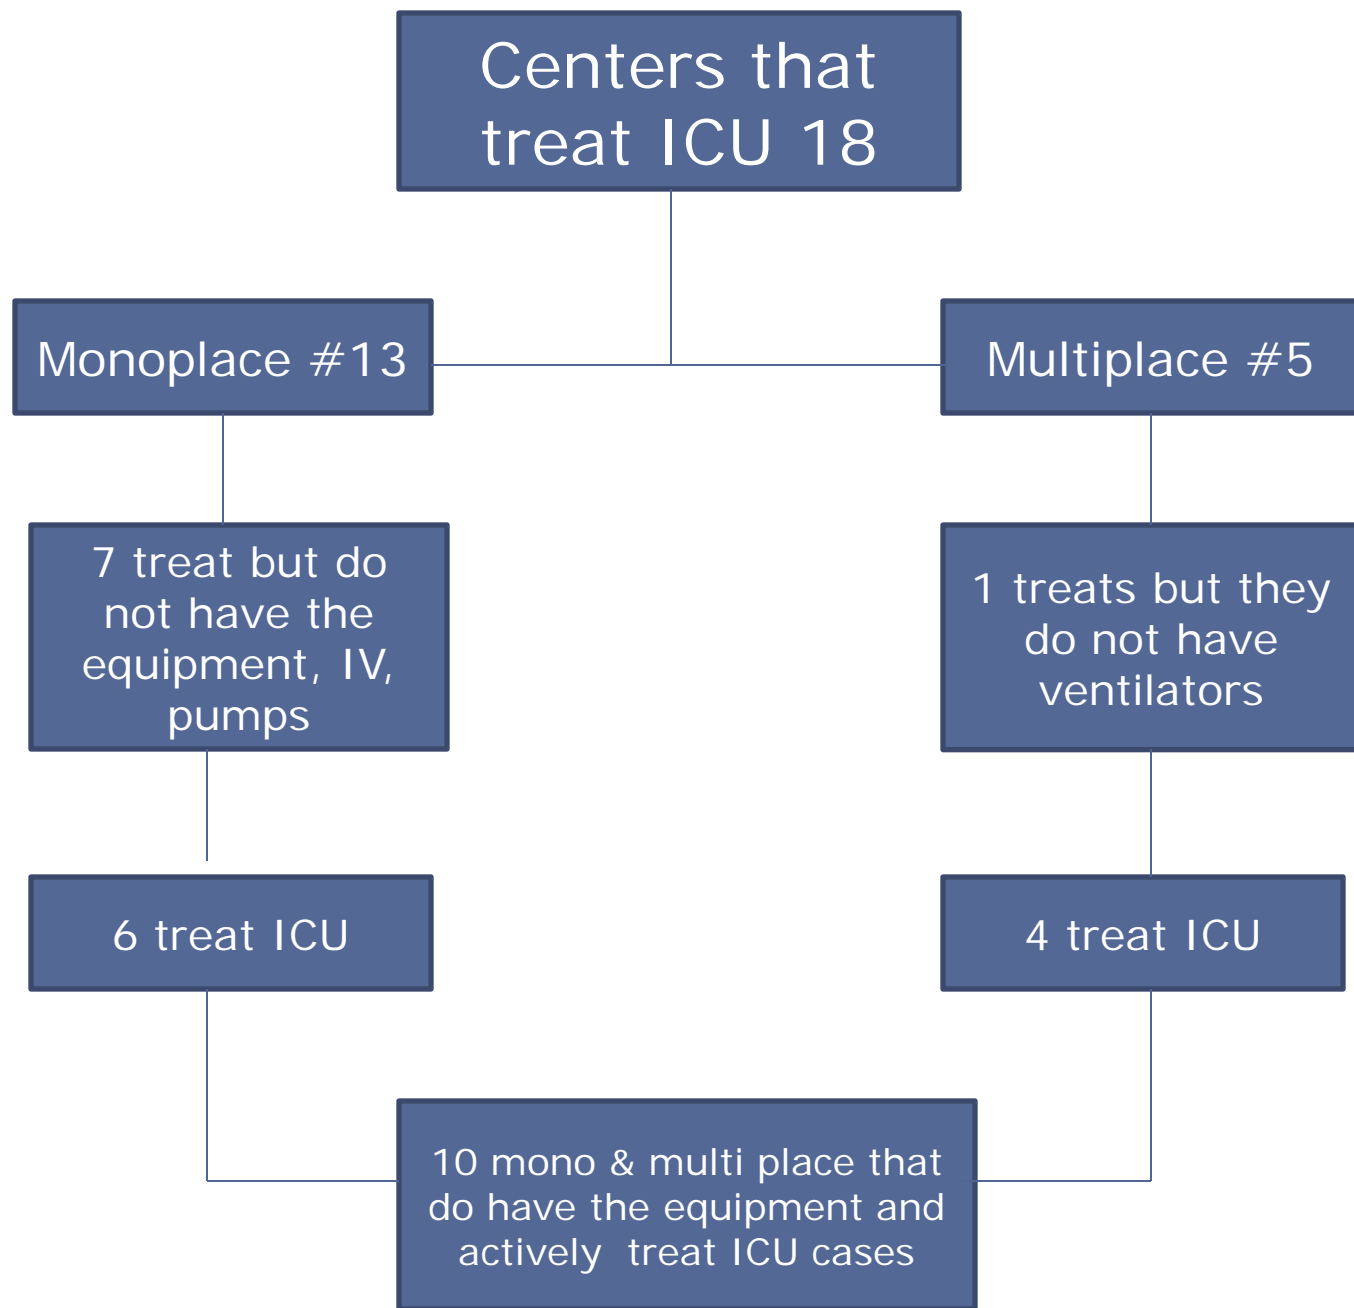 Centers that
treat ICU 18
Monoplace #13
Multiplace #5
7 treat but do
not have the
equipment, IV,
pumps
1 treats but they
do not have
ventilators
6 treat ICU
4 treat ICU
10 mono & multi place that
do have the equipment and
actively treat ICU cases